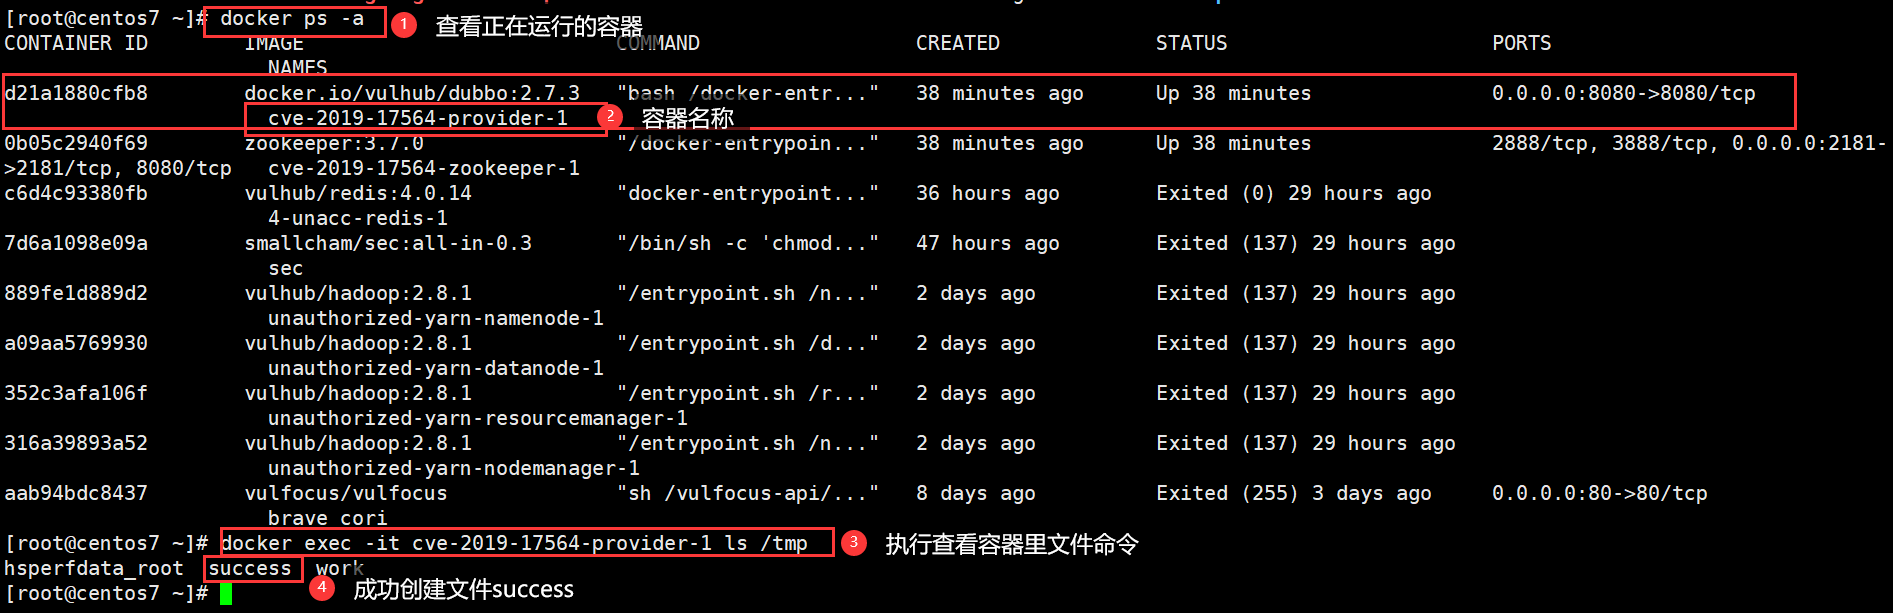 [root@centos7 ~]# docker ps -a 1 查看正在运行的容器
CONTAINER ID IMAGE COMMAND CREATED STATUS PORTS
NAMES
d21a1880cfb8 docker.io/vulhub/dubbo:2.7.3 "bash /docker-entr..." 38 minutes ago Up 38 minutes 0.0.0.0:8080->8080/tcp
cve-2019-17564-provider-1 2 容器名称
0b05c2940f69 zookeeper:3.7.0 "/docker-entrypoin..." 38 minutes ago Up 38 minutes 2888/tcp, 3888/tcp, 0.0.0.0:2181-
>2181/tcp, 8080/tcp cve-2019-17564-zookeeper-1
c6d4c93380fb vulhub/redis:4.0.14 "docker-entrypoint..." 36 hours ago Exited (0) 29 hours ago
4-unacc-redis-1
7d6a1098e09a smallcham/sec:all-in-0.3 "/bin/sh -c 'chmod..." 47 hours ago Exited (137) 29 hours ago
sec
889fe1d889d2 vulhub/hadoop:2.8.1 "/entrypoint.sh /n..." 2 days ago Exited (137) 29 hours ago
unauthorized-yarn-namenode-1
a09aa5769930 vulhub/hadoop:2.8.1 "/entrypoint.sh /d..." 2 days ago Exited (137) 29 hours ago
unauthorized-yarn-datanode-1
352c3afa106f vulhub/hadoop:2.8.1 "/entrypoint.sh /r..." 2 days ago Exited (137) 29 hours ago
unauthorized-yarn-resourcemanager-1
316a39893a52 vulhub/hadoop:2.8.1 "/entrypoint.sh /n..." 2 days ago Exited (137) 29 hours ago
unauthorized-yarn-nodemanager-1
aab94bdc8437 vulfocus/vulfocus "sh /vulfocus-api/..." 8 days ago Exited (255) 3 days ago 0.0.0.0:80->80/tcp
brave_cori
[root@centos7 ~]# docker exec -it cve-2019-17564-provider-1 ls /tmp 3 执行查看容器里文件命令
hsperfdata_root success work
[root@centos7 ~]# 4 成功创建文件success